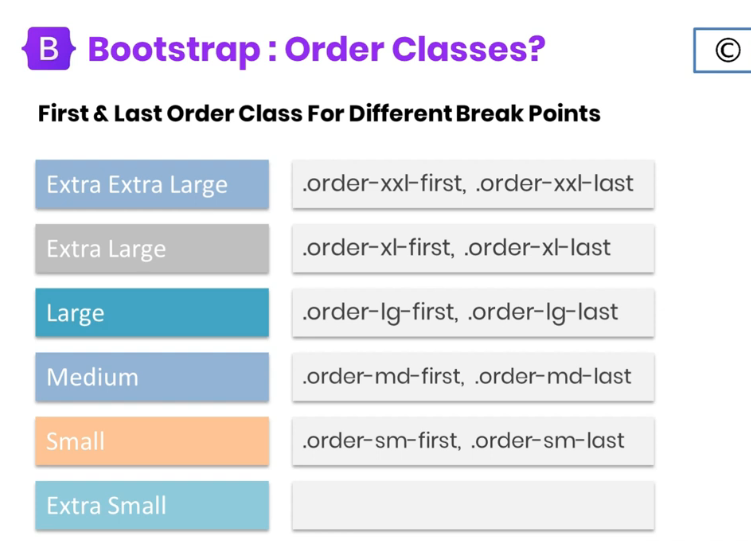 B Bootstrap : Order Classes?
©
First & Last Order Class For Different Break Points
Extra Extra Large .order-xxl-first, .order-xxl-last
Extra Large .order-xl-first, .order-xl-last
Large .order-lg-first, .order-lg-last
Medium .order-md-first, .order-md-last
Small .order-sm-first, .order-sm-last
Extra Small